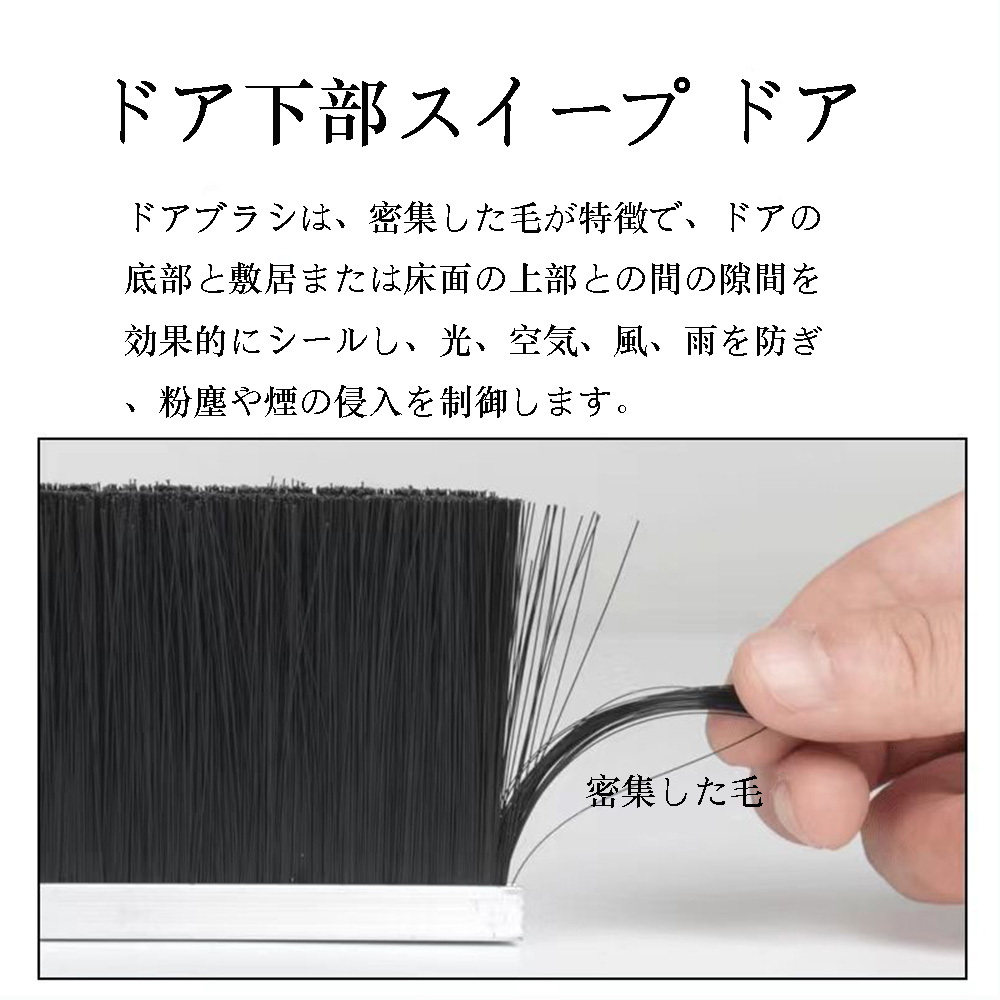 ドア下部スイープ ドア
ドアブラシは、密集した毛が特徴で、ドアの
底部と敷居または床面の上部との間の隙間を
効果的にシールし、光、空気、風、雨を防ぎ
、粉塵や煙の侵入を制御します。
密集した毛